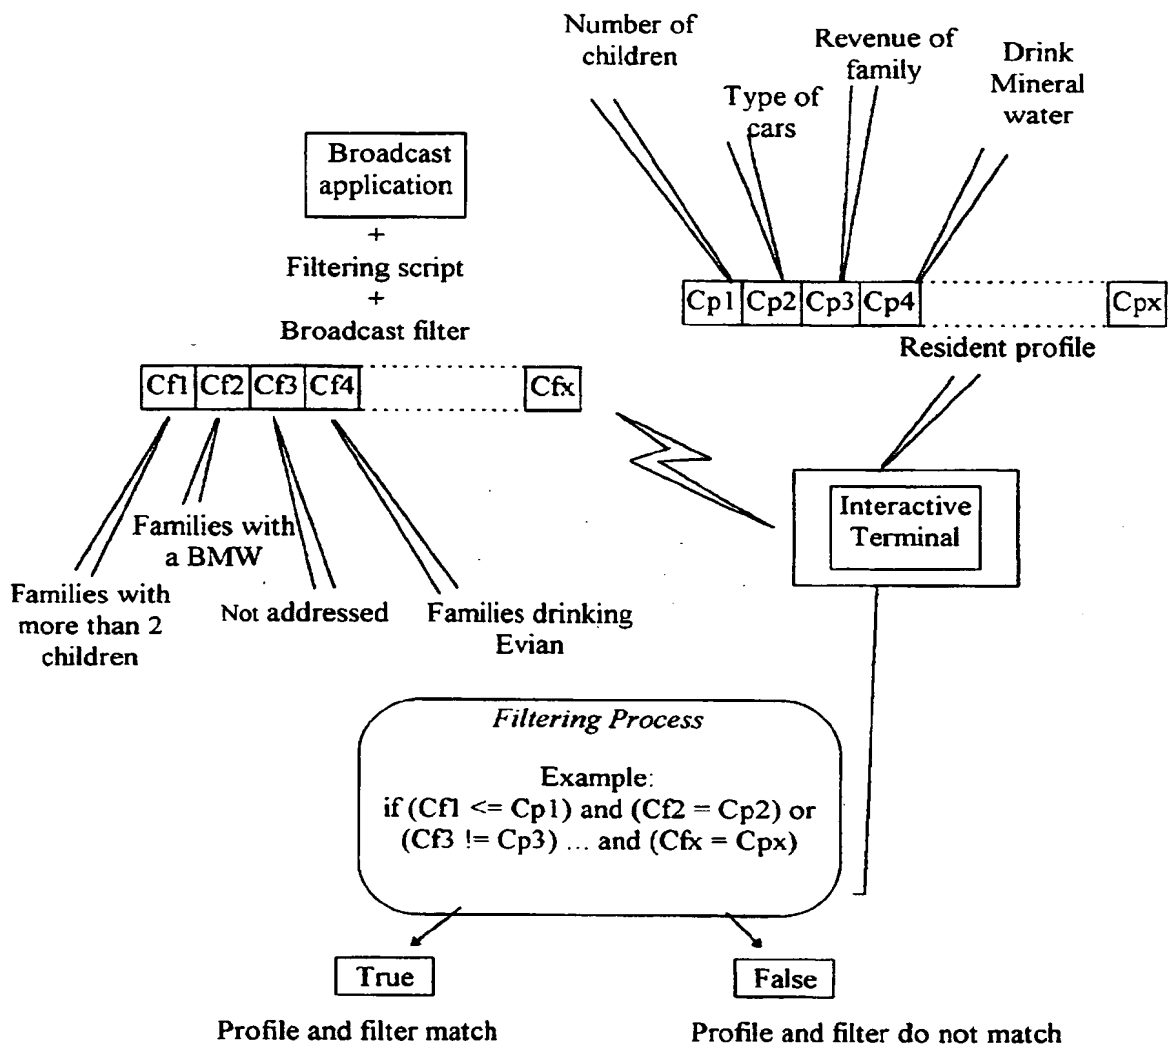 Number of
children
Revenue of
family
Drink
Mineral
water
Type of
cars
Broadcast
application
+
Filtering script
+
Broadcast filter
Cp1 Cp2 Cp3 Cp4 Cpx
Resident profile
Cf1 Cf2 Cf3 Cf4 Cfx
Interactive
Terminal
Families with
a BMW
Families with
more than 2
children
Not addressed
Families drinking
Evian
Filtering Process
Example:
if (Cf1 <= Cp1) and (Cf2 = Cp2) or
(Cf3 != Cp3) ... and (Cfx = Cpx)
True
False
Profile and filter match
Profile and filter do not match